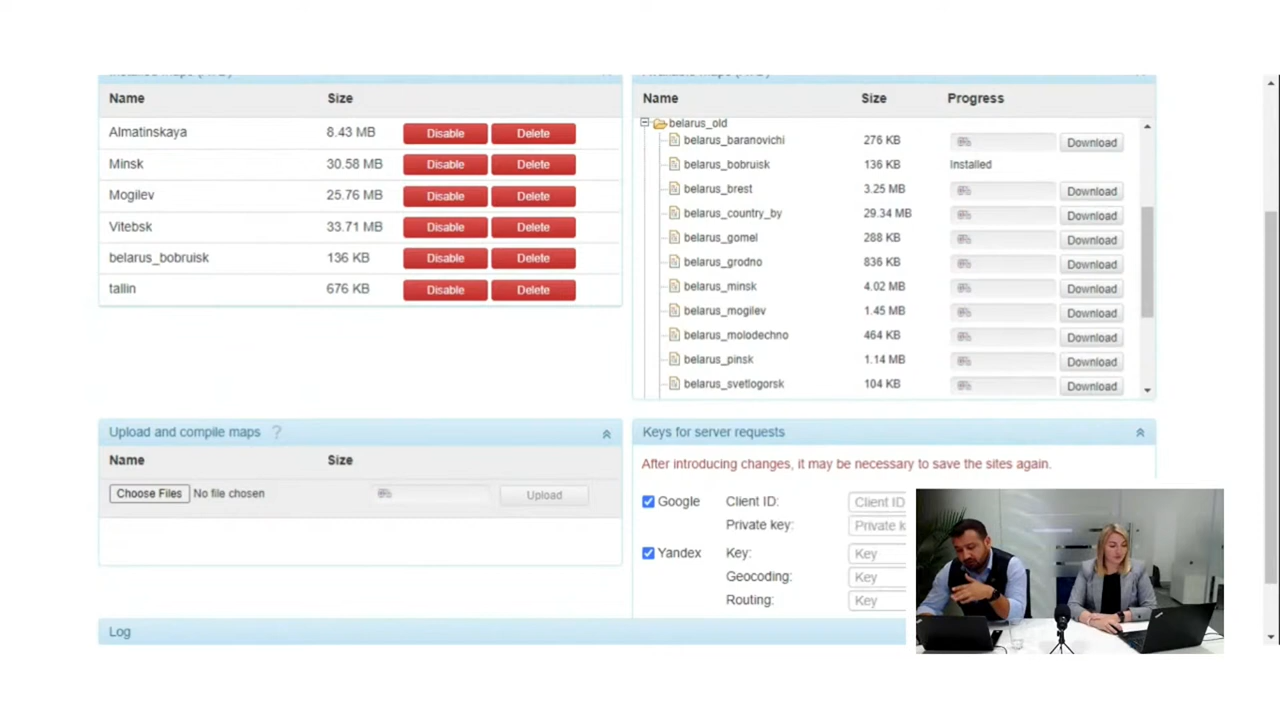 Name Size
Almatinskaya 8.43 MB Disable Delete
Minsk 30.58 MB Disable Delete
Mogilev 25.76 MB Disable Delete
Vitebsk 33.71 MB Disable Delete
belarus_bobruisk 136 KB Disable Delete
tallin 676 KB Disable Delete
Name Size Progress
belarus_old
belarus_baranovichi 276 KB Download
belarus_bobruisk 136 KB Installed
belarus_brest 3.25 MB Download
belarus_country_by 29.34 MB Download
belarus_gomel 288 KB Download
belarus_grodno 836 KB Download
belarus_minsk 4.02 MB Download
belarus_mogilev 1.45 MB Download
belarus_molodechno 464 KB Download
belarus_pinsk 1.14 MB Download
belarus_svetlogorsk 104 KB Download
Upload and compile maps ?
Name Size
Choose Files No file chosen Upload
Keys for server requests
After introducing changes, it may be necessary to save the sites again.
Google Client ID: Client ID
Private key: Private k
Yandex Key: Key
Geocoding: Key
Routing: Key
Log